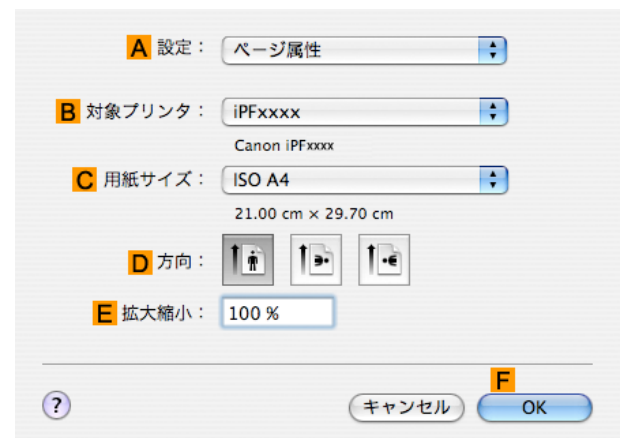 A 設定： ページ属性
B 対象プリンタ： iPFxxxx
Canon iPFxxxx
C 用紙サイズ： ISO A4
21.00 cm × 29.70 cm
D 方向：
E 拡大縮小： 100 %
F
? キャンセル OK